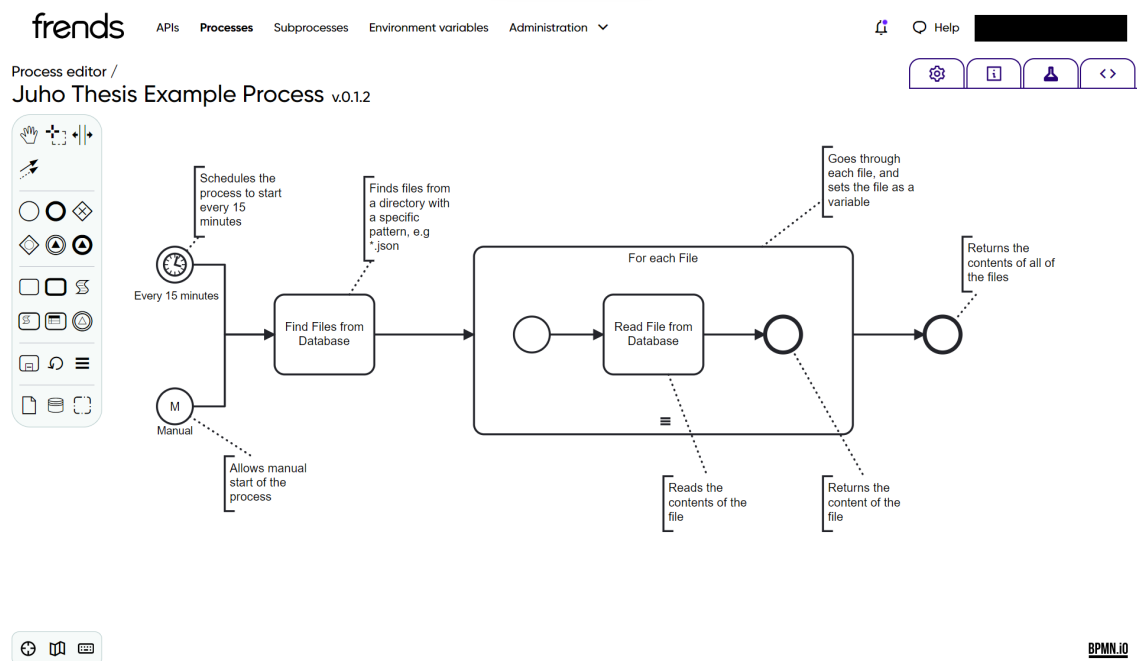 frends
APIs
Processes
Subprocesses
Environment variables
Administration
Help
Process editor /
Juho Thesis Example Process v.0.1.2
Schedules the
process to start
every 15
minutes
Every 15 minutes
M
Manual
Allows manual
start of the
process
Finds files from
a directory with
a specific
pattern, e.g
*.json
Find Files from
Database
For each File
Read File from
Database
Goes through
each file, and
sets the file as a
variable
Reads the
contents of the
file
Returns the
content of the
file
Returns the
contents of all of
the files
BPMN.iO